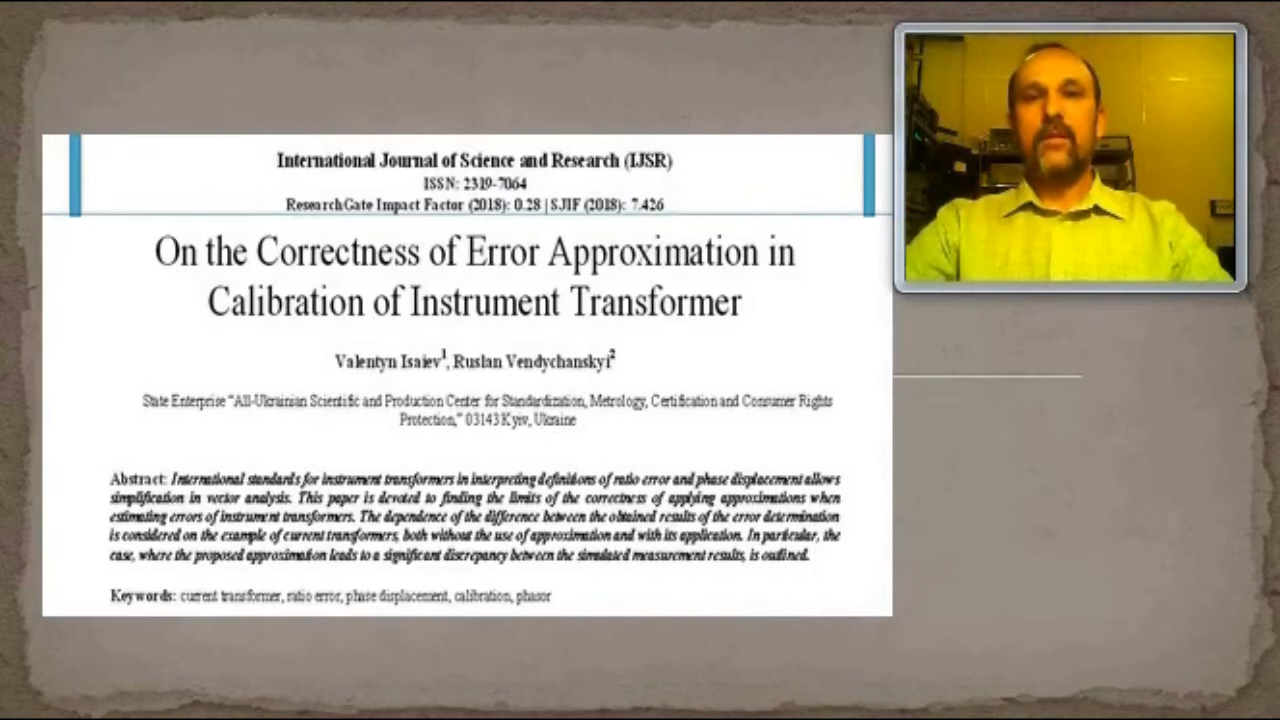 International Journal of Science and Research (IJSR)
ISSN: 2319-7064
ResearchGate Impact Factor (2018): 0.28 | SJIF (2018): 7.426
On the Correctness of Error Approximation in
Calibration of Instrument Transformer
Valentyn Isaiev1, Ruslan Vendychanskyi2
State Enterprise “All-Ukrainian Scientific and Production Center for Standardization, Metrology, Certification and Consumer Rights
Protection,” 03143 Kyiv, Ukraine
Abstract: International standards for instrument transformers in interpreting definitions of ratio error and phase displacement allows
simplification in vector analysis. This paper is devoted to finding the limits of the correctness of applying approximations when
estimating errors of instrument transformers. The dependence of the difference between the obtained results of the error determination
is considered on the example of current transformers, both without the use of approximation and with its application. In particular, the
case, where the proposed approximation leads to a significant discrepancy between the simulated measurement results, is outlined.
Keywords: current transformer, ratio error, phase displacement, calibration, phasor